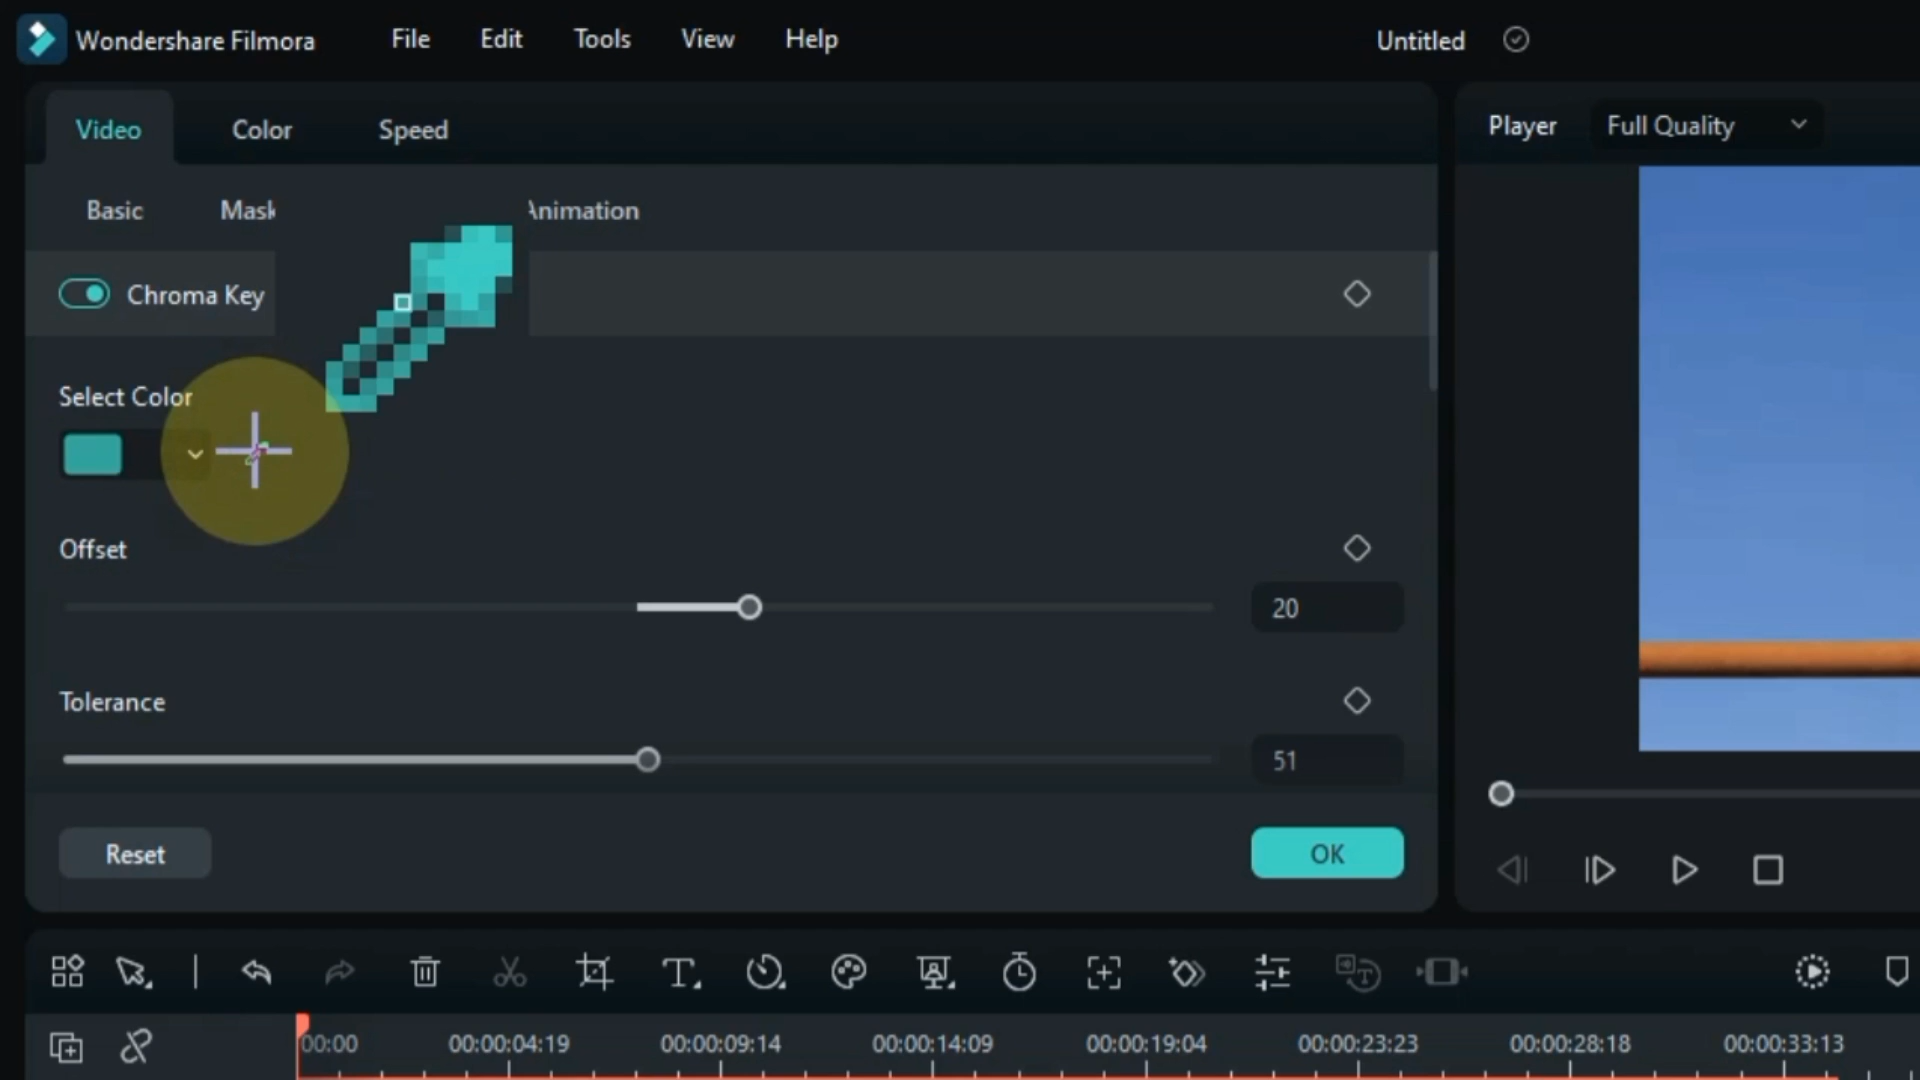 Wondershare Filmora File Edit Tools View Help Untitled
Video Color Speed
Player Full Quality
Basic Mask Animation
Chroma Key
Select Color
Offset
20
Tolerance
51
Reset OK
00:00 00:00:04:19 00:00:09:14 00:00:14:09 00:00:19:04 00:00:23:23 00:00:28:18 00:00:33:13